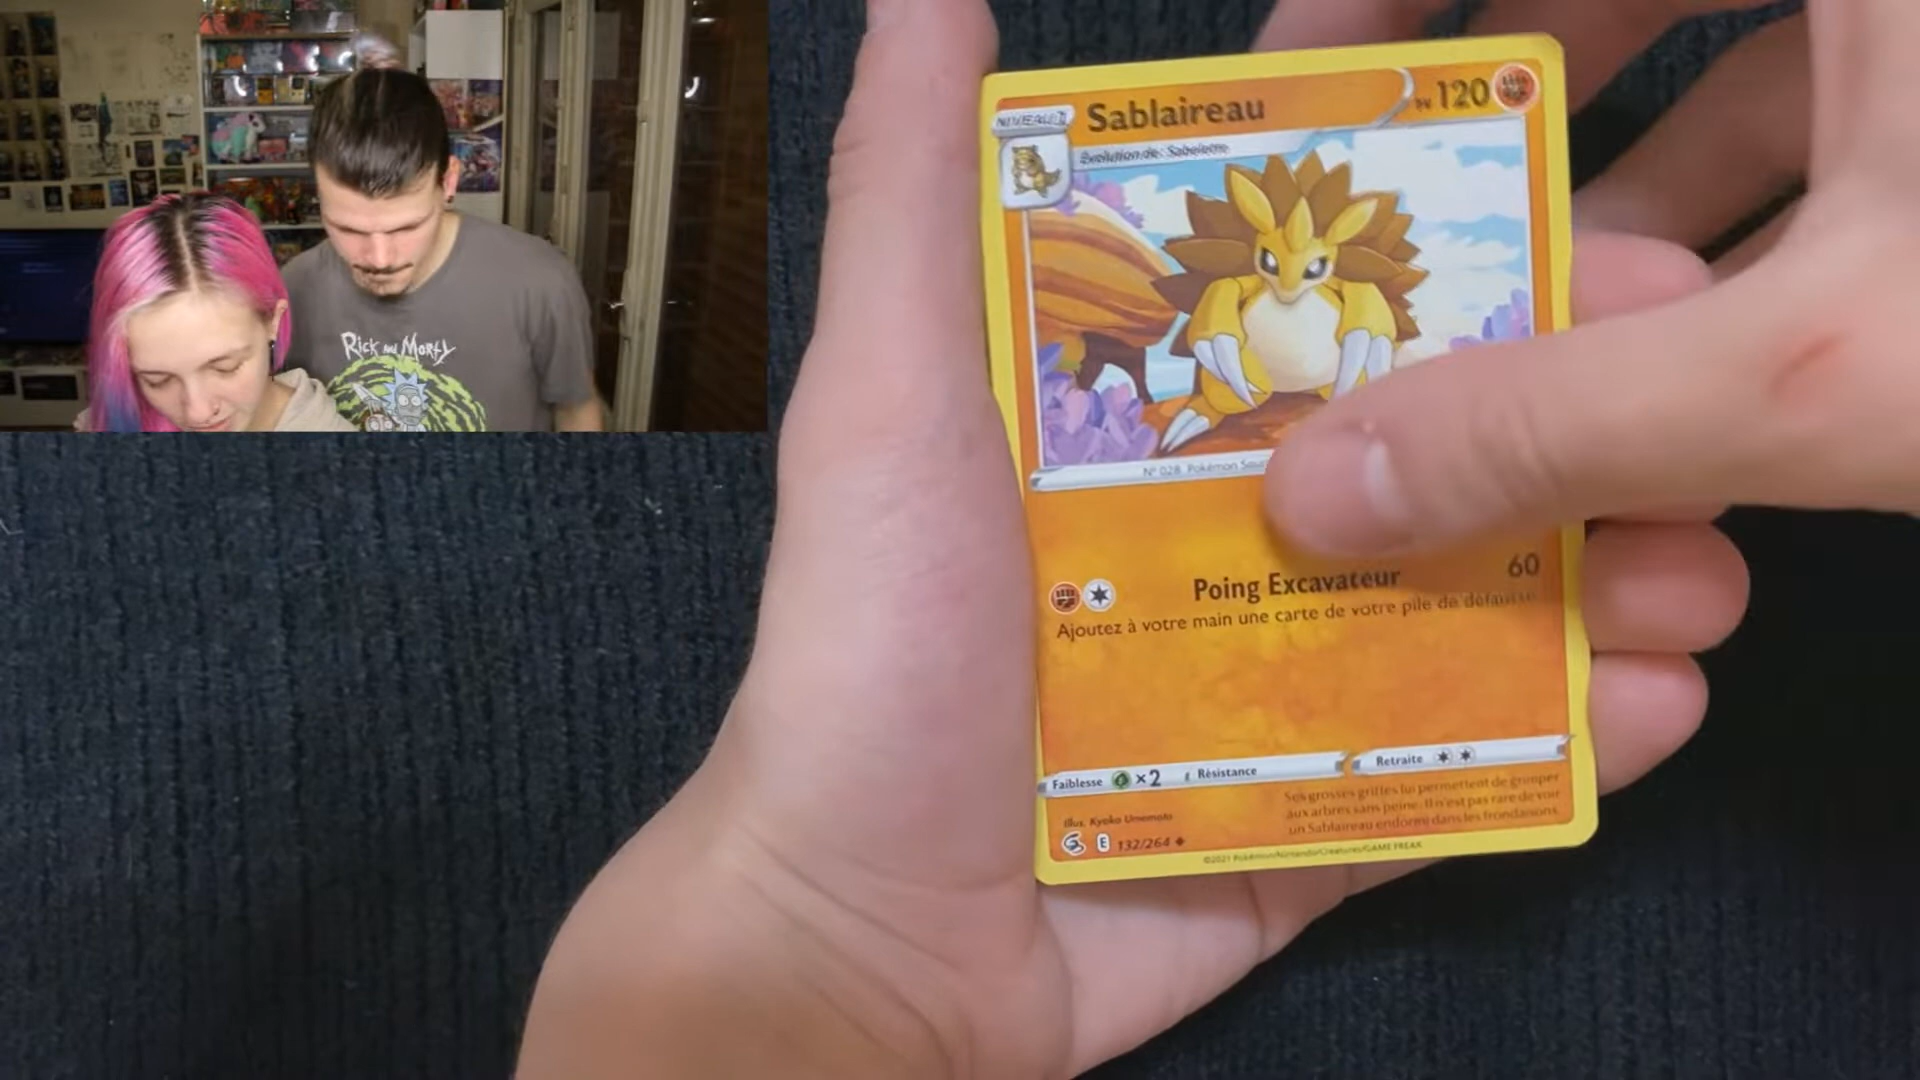 Rick and Morty
NIVEAU 1
Sablaireau
PV 120
Évolution de Sabelette
N° 028 Pokémon Souris
Poing Excavateur 60
Ajoutez à votre main une carte de votre pile de défausse.
Faiblesse ×2 Résistance Retraite
Ses grosses griffes lui permettent de grimper
aux arbres sans peine. Il n'est pas rare de voir
un Sablaireau endormi dans les frondaisons.
Illus. Kyoko Umemoto
E 132/264
©2021 Pokémon/Nintendo/Creatures/GAME FREAK